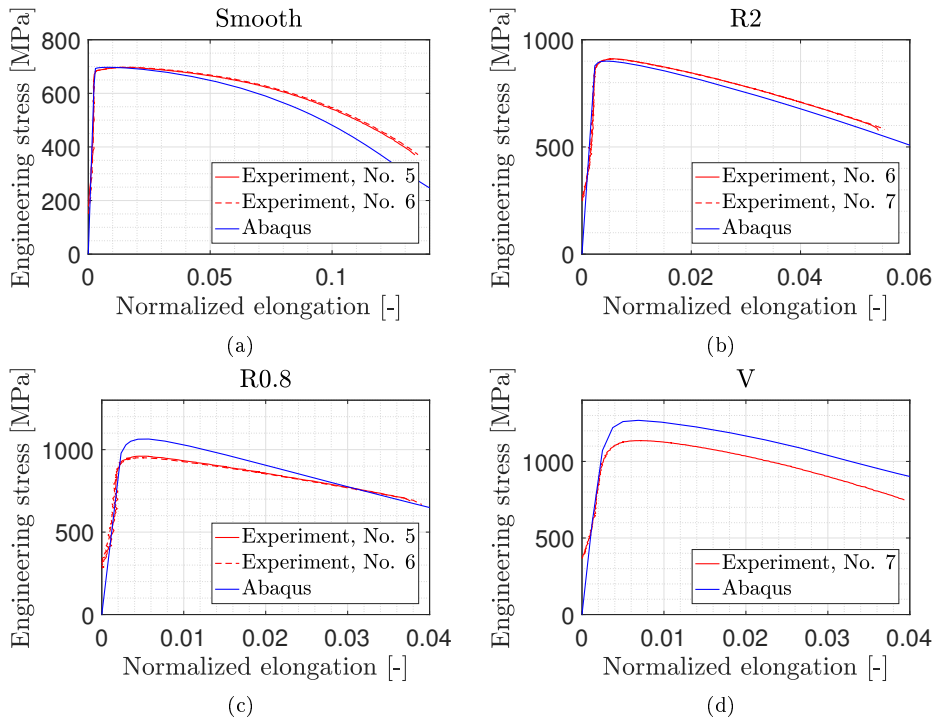 Smooth
Engineering stress [MPa]
800
600
400
200
0
Experiment, No. 5
Experiment, No. 6
Abaqus
0
0.05
0.1
Normalized elongation [-]
(a)
R2
Engineering stress [MPa]
1000
500
0
Experiment, No. 6
Experiment, No. 7
Abaqus
0
0.02
0.04
0.06
Normalized elongation [-]
(b)
R0.8
Engineering stress [MPa]
1000
500
0
Experiment, No. 5
Experiment, No. 6
Abaqus
0
0.01
0.02
0.03
0.04
Normalized elongation [-]
(c)
V
Engineering stress [MPa]
1000
500
0
Experiment, No. 7
Abaqus
0
0.01
0.02
0.03
0.04
Normalized elongation [-]
(d)